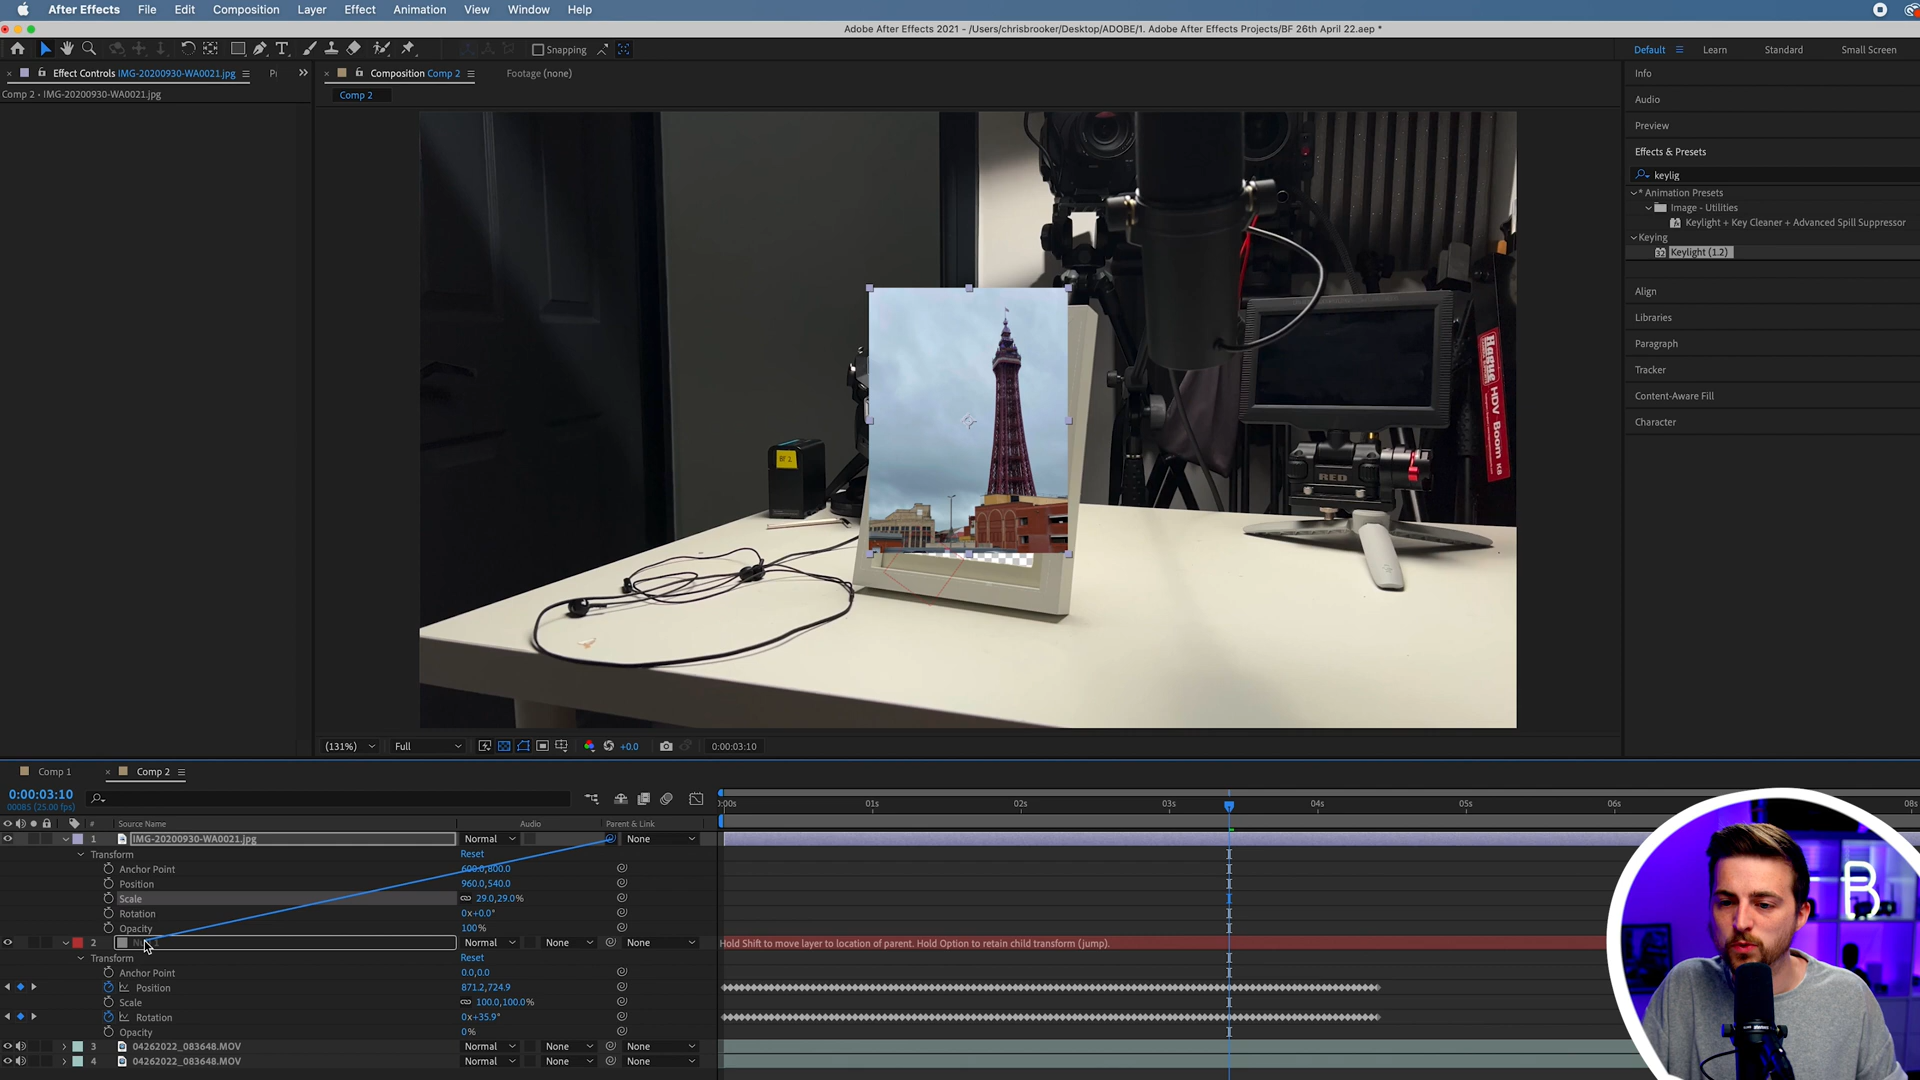 After Effects File Edit Composition Layer Effect Animation View Window Help
Adobe After Effects 2021 - /Users/chrisbrooker/Desktop/ADOBE/1. Adobe After Effects Projects/BF 26th April 22.aep *
Snapping
Default Learn Standard Small Screen
Effect Controls IMG-20200930-WA0021.jpg
Composition Comp 2
Footage (none)
Comp 2 • IMG-20200930-WA0021.jpg
Comp 2
Info
Audio
Preview
Effects & Presets
keylig
* Animation Presets
Image - Utilities
Keylight + Key Cleaner + Advanced Spill Suppressor
Keying
32 Keylight (1.2)
Align
Libraries
Paragraph
Tracker
Content-Aware Fill
Character
Hague
HDV - Boom K8
RED
(131%) Full +0.0 0:00:03:10
Comp 1 Comp 2
0:00:03:10
00085 (25.00 fps)
:00s 01s 02s 03s 04s 05s 06s 08s
# Source Name Audio Parent & Link
1 IMG-20200930-WA0021.jpg Normal None
Transform Reset
Anchor Point 600.0,800.0
Position 960.0,540.0
Scale 29.0,29.0%
Rotation 0x+0.0°
Opacity 100%
2 Normal None None
Hold Shift to move layer to location of parent. Hold Option to retain child transform (jump).
Transform Reset
Anchor Point 0.0,0.0
Position 871.2,724.9
Scale 100.0,100.0%
Rotation 0x+35.9°
Opacity 0%
3 04262022_083648.MOV Normal None None
4 04262022_083648.MOV Normal None None